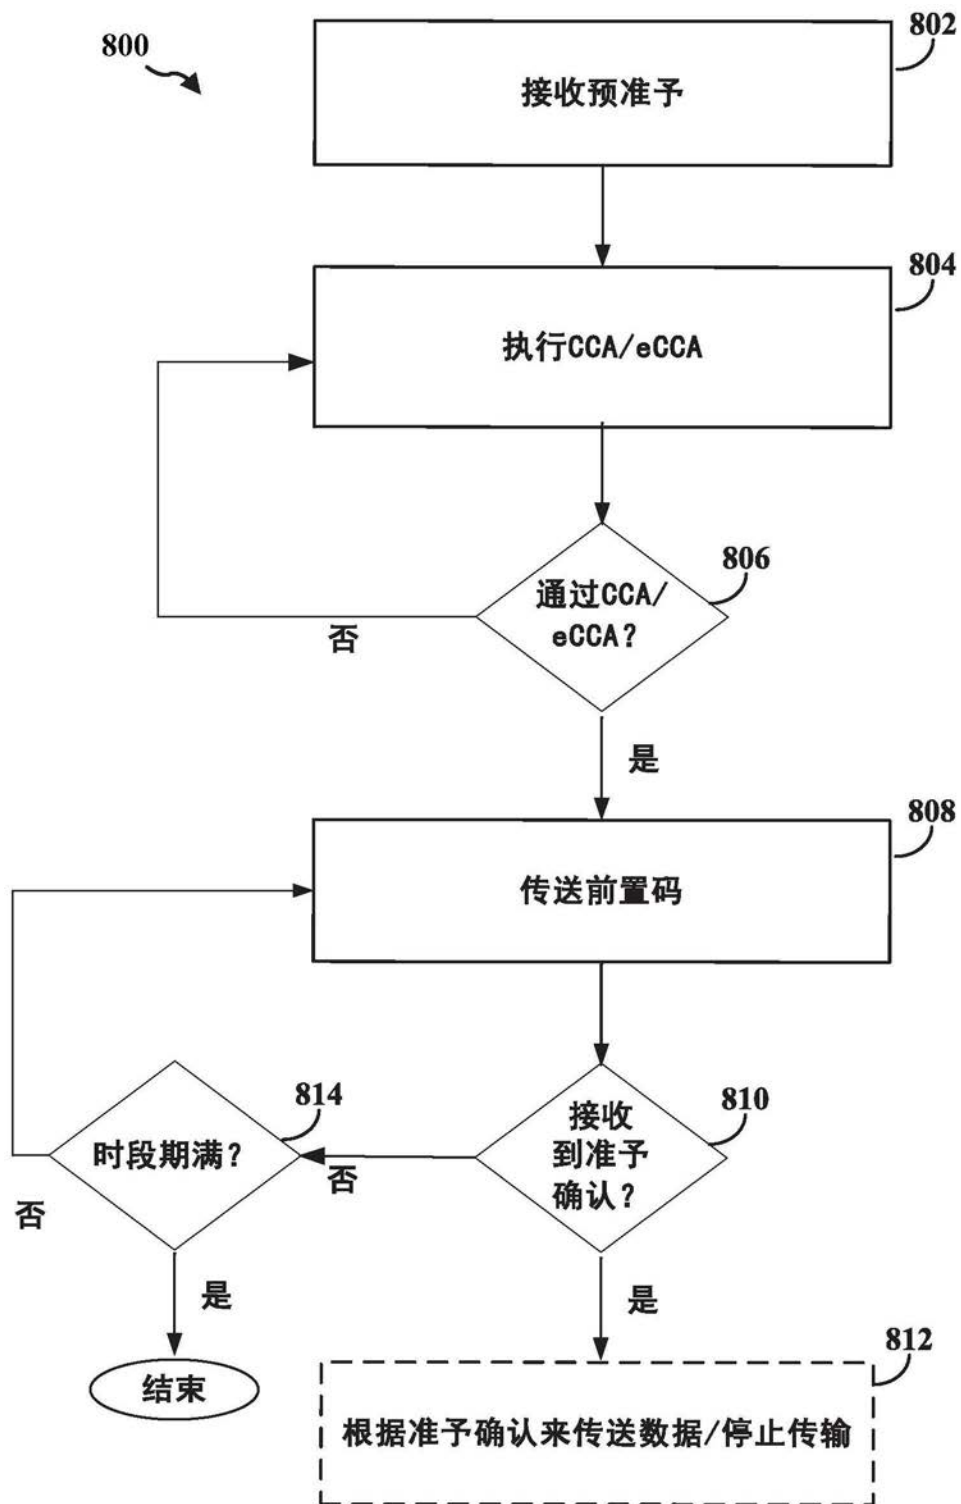 800
802
接收预准予
804
执行CCA/eCCA
806
通过CCA/
eCCA?
否
是
808
传送前置码
814
时段期满?
810
接收
到准予
确认?
否
否
是
是
812
结束
根据准予确认来传送数据/停止传输